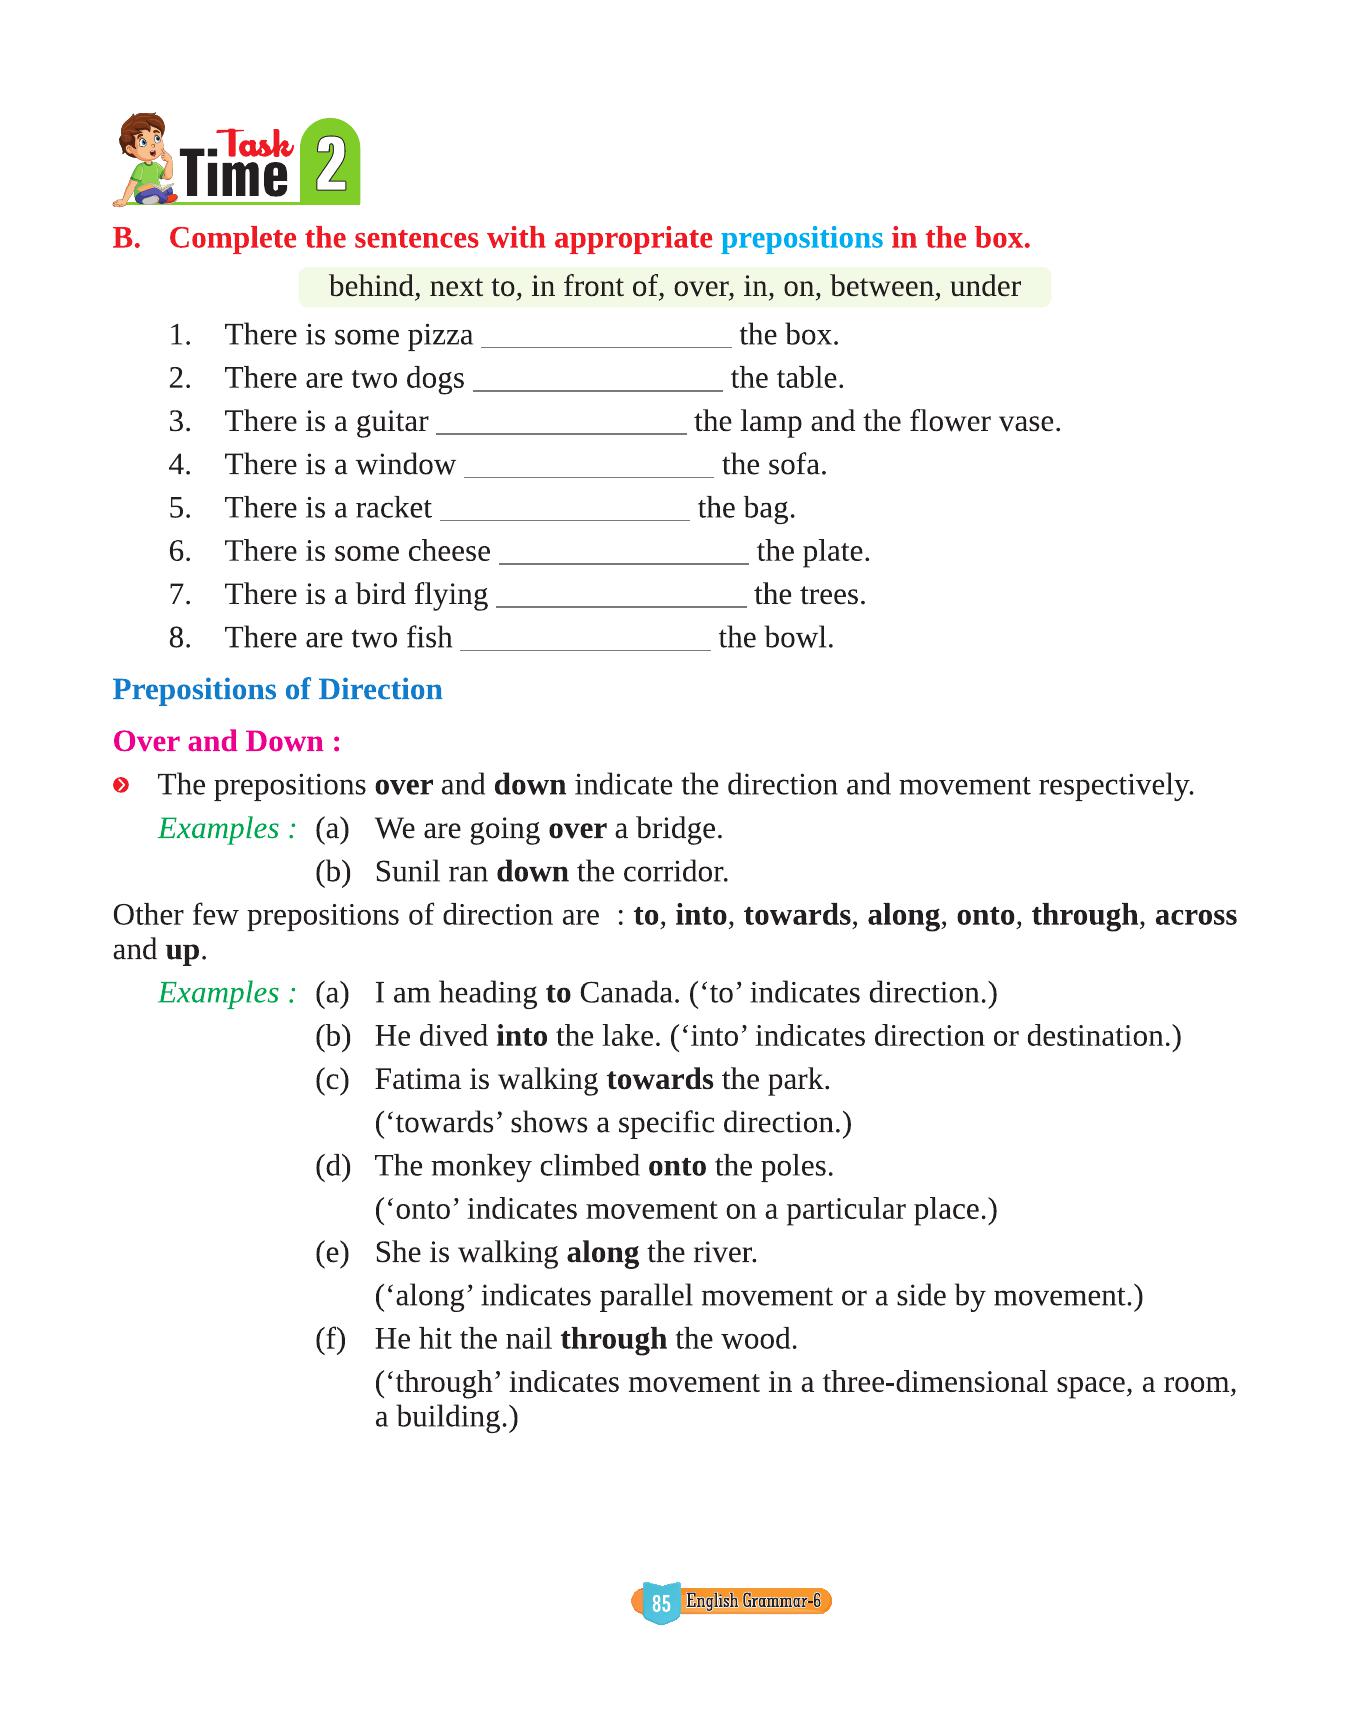 Task
Time 2
B. Complete the sentences with appropriate prepositions in the box.
behind, next to, in front of, over, in, on, between, under
1. There is some pizza ________________ the box.
2. There are two dogs ________________ the table.
3. There is a guitar ________________ the lamp and the flower vase.
4. There is a window ________________ the sofa.
5. There is a racket ________________ the bag.
6. There is some cheese ________________ the plate.
7. There is a bird flying ________________ the trees.
8. There are two fish ________________ the bowl.
Prepositions of Direction
Over and Down :
The prepositions over and down indicate the direction and movement respectively.
Examples : (a) We are going over a bridge.
(b) Sunil ran down the corridor.
Other few prepositions of direction are : to, into, towards, along, onto, through, across
and up.
Examples : (a) I am heading to Canada. (‘to’ indicates direction.)
(b) He dived into the lake. (‘into’ indicates direction or destination.)
(c) Fatima is walking towards the park.
(‘towards’ shows a specific direction.)
(d) The monkey climbed onto the poles.
(‘onto’ indicates movement on a particular place.)
(e) She is walking along the river.
(‘along’ indicates parallel movement or a side by movement.)
(f) He hit the nail through the wood.
(‘through’ indicates movement in a three-dimensional space, a room,
a building.)
85 English Grammar-6